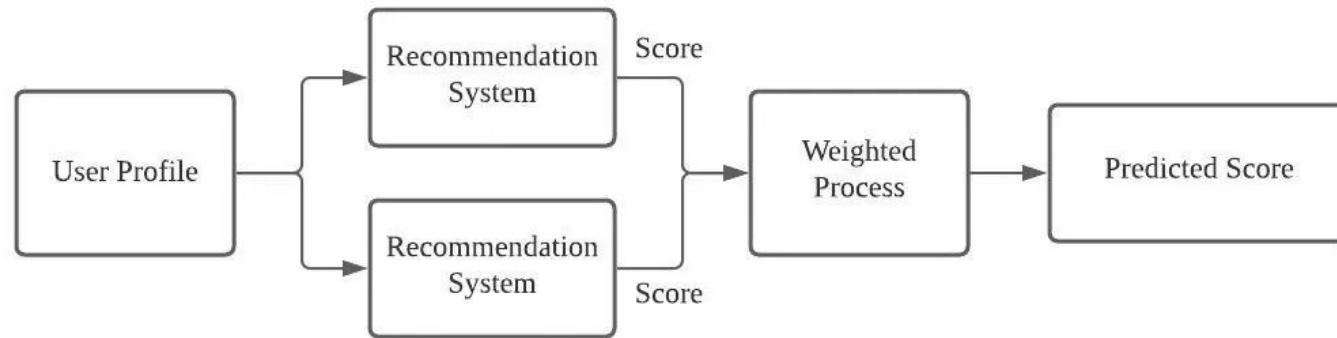 User Profile
Recommendation
System
Score
Recommendation
System
Score
Weighted
Process
Predicted Score